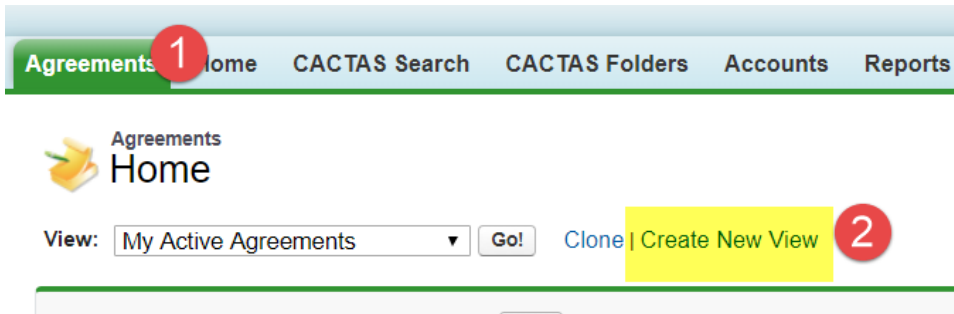 Agreements 1 Home CACTAS Search CACTAS Folders Accounts Reports
Agreements
Home
View: My Active Agreements Go! Clone | Create New View 2